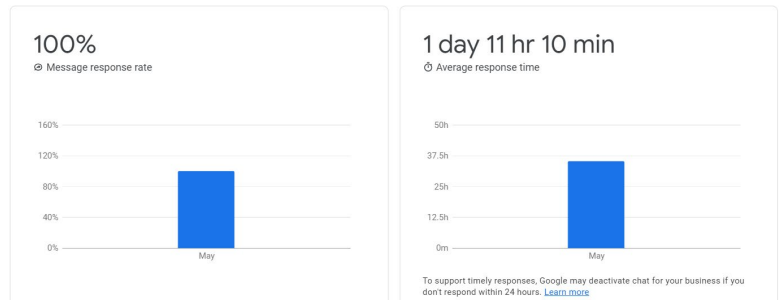 100%
Message response rate
160%
120%
80%
40%
0%
May
1 day 11 hr 10 min
Average response time
50h
37.5h
25h
12.5h
0m
May
To support timely responses, Google may deactivate chat for your business if you
don't respond within 24 hours. Learn more